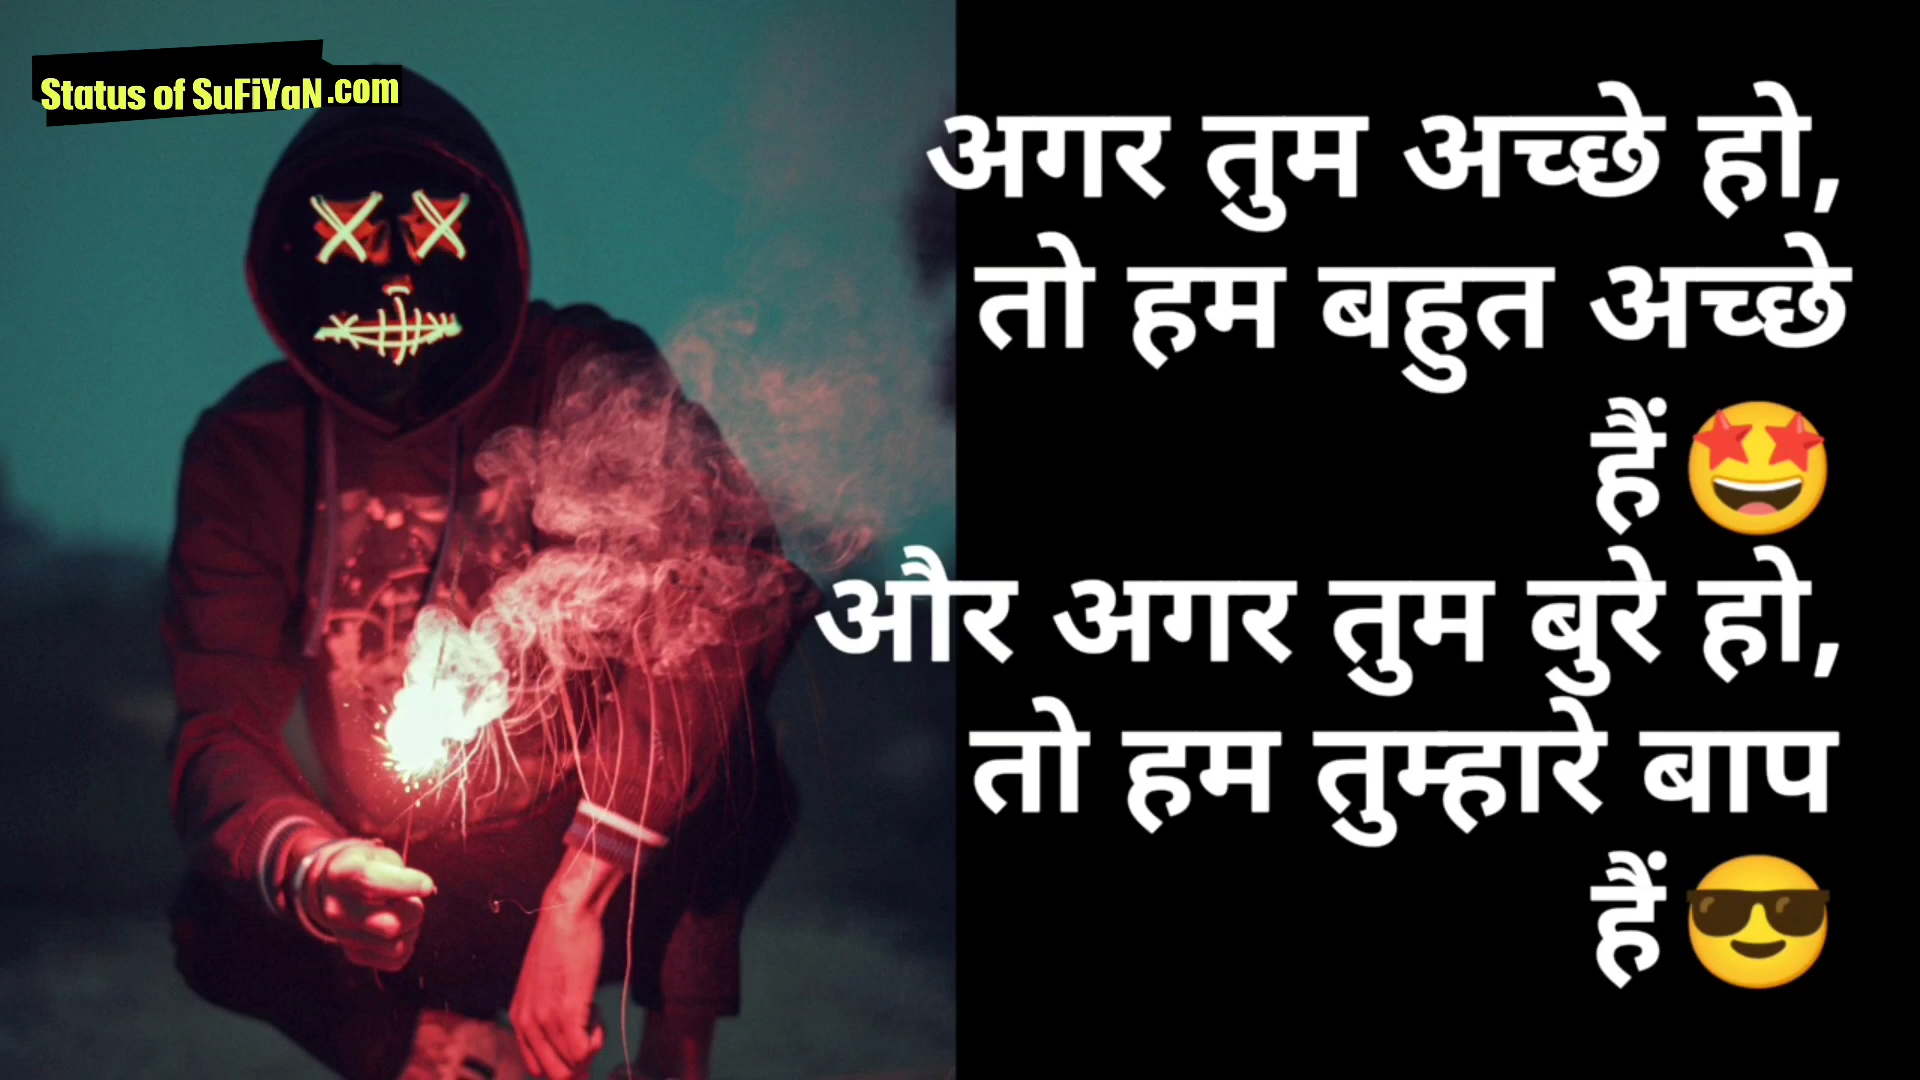 Status of SuFiYaN.com
अगर तुम अच्छे हो,
तो हम बहुत अच्छे
हैं 🤩
और अगर तुम बुरे हो,
तो हम तुम्हारे बाप
हैं 😎